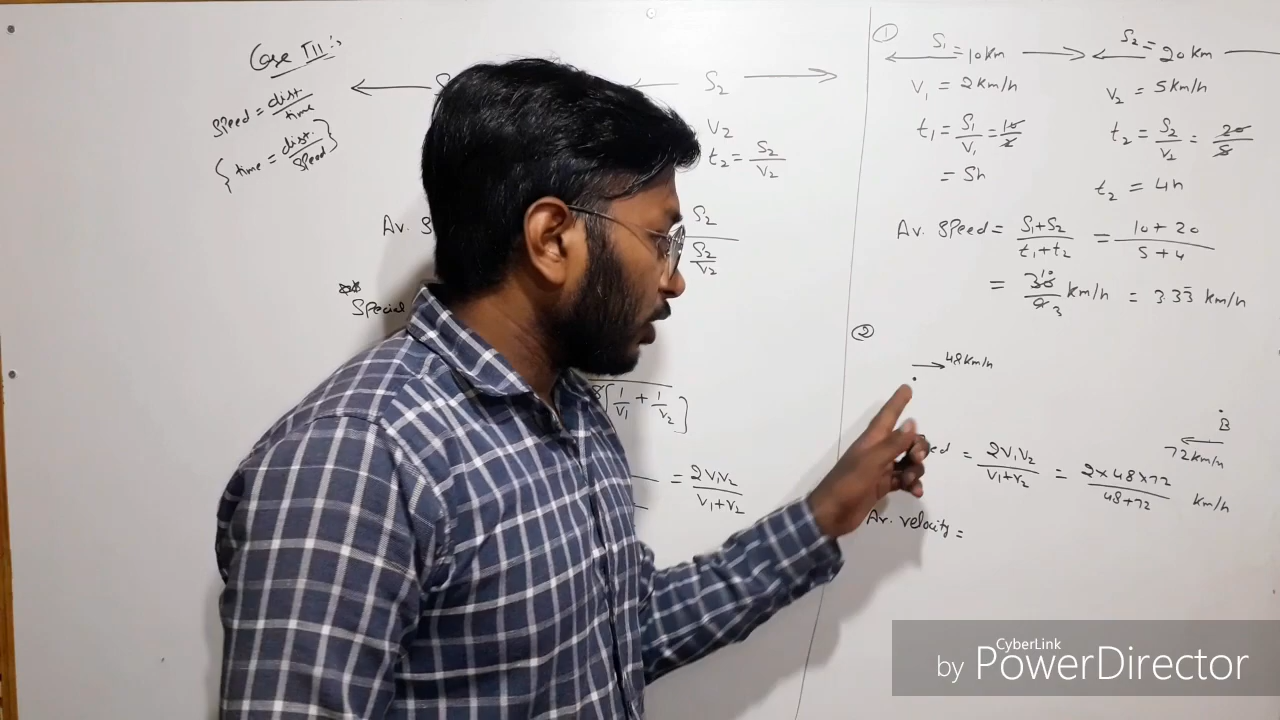 Case III :-
Speed = dist. / time
{ time = dist. / speed }
S2
V2
t2 = S2 / V2
Av. S
S2
S2 / V2
Special
[ 1/V1 + 1/V2 ]
= 2V1V2 / V1+V2
①
S1 = 10km
S2 = 20km
V1 = 2km/h
V2 = 5km/h
t1 = S1/V1 = 10/2
t2 = S2/V2 = 20/5
= 5h
t2 = 4h
Av. Speed = S1+S2 / t1+t2 = 10+20 / 5+4
= 30/9 km/h = 3.33 km/h
②
48km/h
B
72km/h
= 2V1V2 / V1+V2 = 2×48×72 / 48+72 km/h
Av. velocity =
CyberLink
by PowerDirector